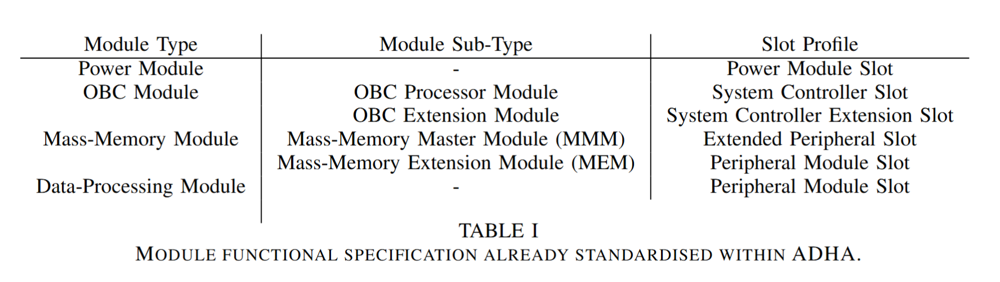 Module Type Module Sub-Type Slot Profile
Power Module - Power Module Slot
OBC Module OBC Processor Module System Controller Slot
OBC Extension Module System Controller Extension Slot
Mass-Memory Module Mass-Memory Master Module (MMM) Extended Peripheral Slot
Mass-Memory Extension Module (MEM) Peripheral Module Slot
Data-Processing Module - Peripheral Module Slot
TABLE I
MODULE FUNCTIONAL SPECIFICATION ALREADY STANDARDISED WITHIN ADHA.